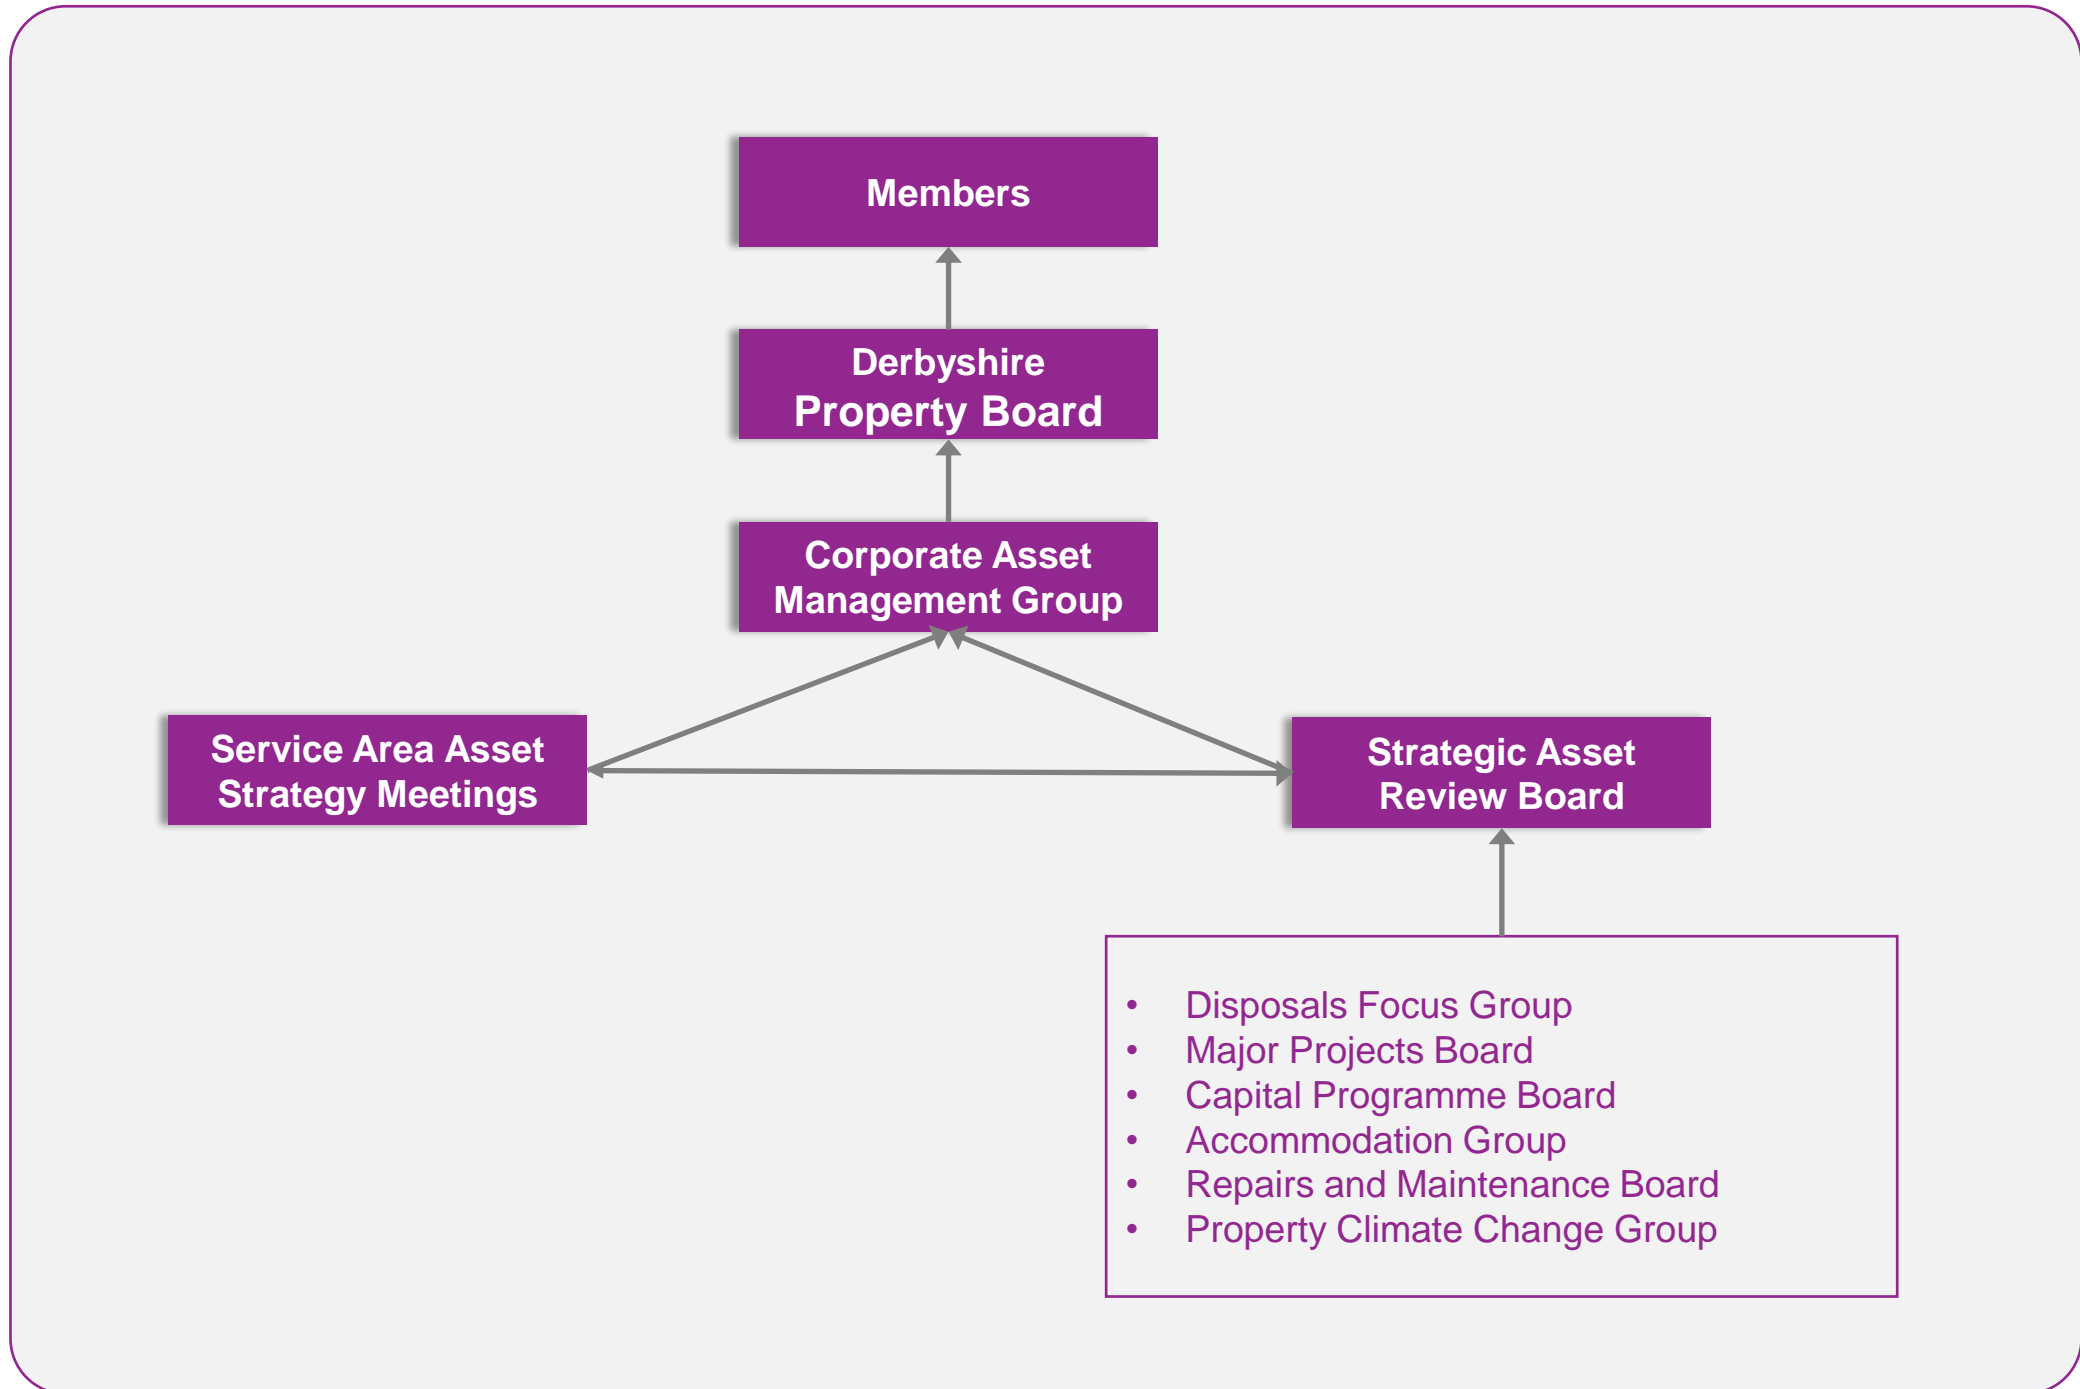 Members
Derbyshire
Property Board
Corporate Asset
Management Group
Service Area Asset
Strategy Meetings
Strategic Asset
Review Board
• Disposals Focus Group
• Major Projects Board
• Capital Programme Board
• Accommodation Group
• Repairs and Maintenance Board
• Property Climate Change Group